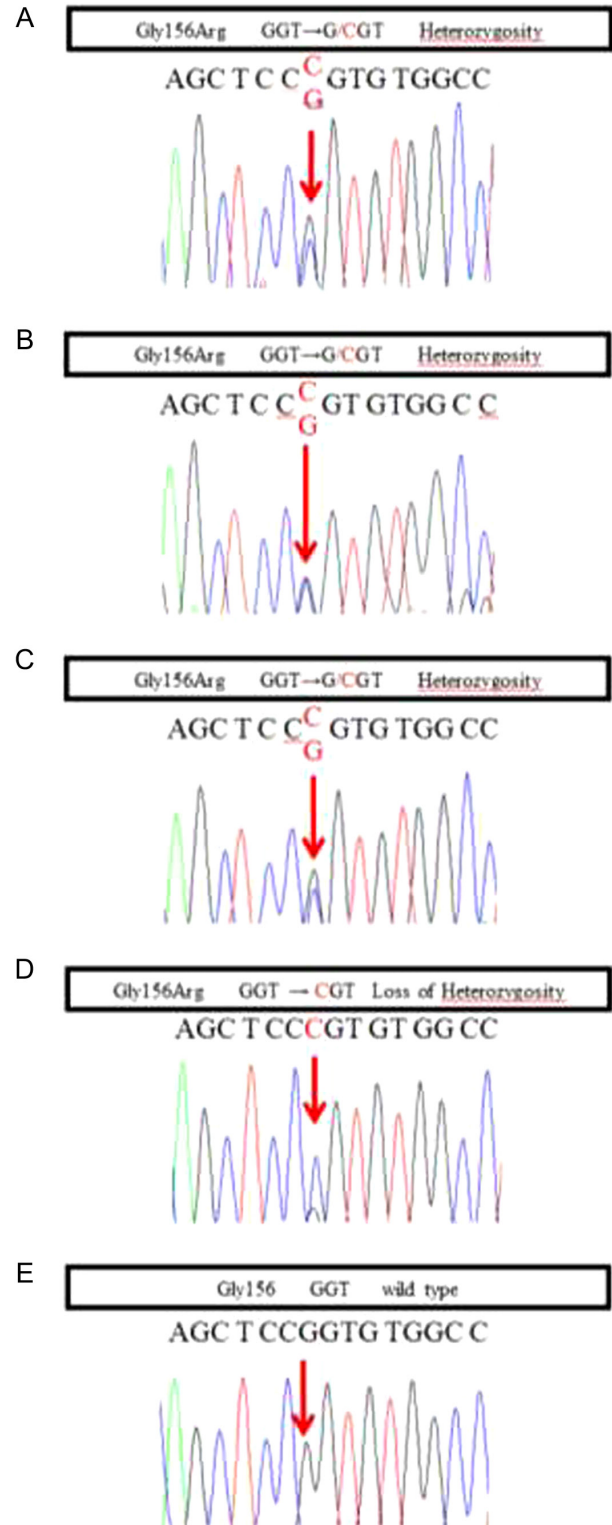 A
Gly156Arg GGT→G/CGT Heterozygosity
C
AGC T C C GTG TGGCC
G
B
Gly156Arg GGT→G/CGT Heterozygosity
C
AGC T C C GT GTGG C C
G
C
Gly156Arg GGT→G/CGT Heterozygosity
C
AGC T C C GTG TGG CC
G
D
Gly156Arg GGT → CGT Loss of Heterozygosity
AGC T CCCGT GT GG CC
E
Gly156 GGT wild type
AGC T CCGGTG TGGC C